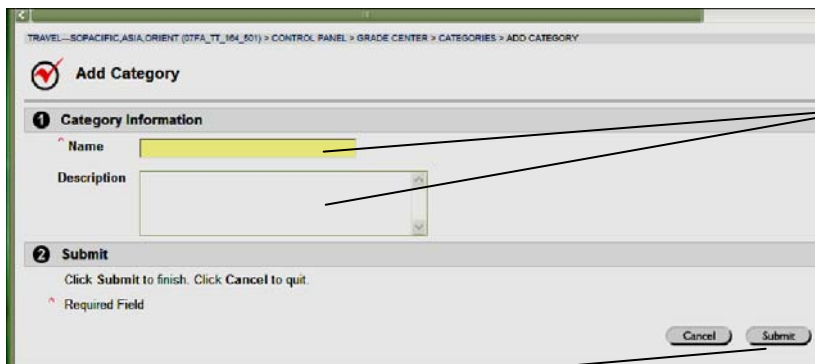 TRAVEL--SOPACIFIC,ASIA,ORIENT (07FA_TT_164_501) > CONTROL PANEL > GRADE CENTER > CATEGORIES > ADD CATEGORY
Add Category
1 Category Information
^ Name
Description
2 Submit
Click Submit to finish. Click Cancel to quit.
^ Required Field
Cancel Submit